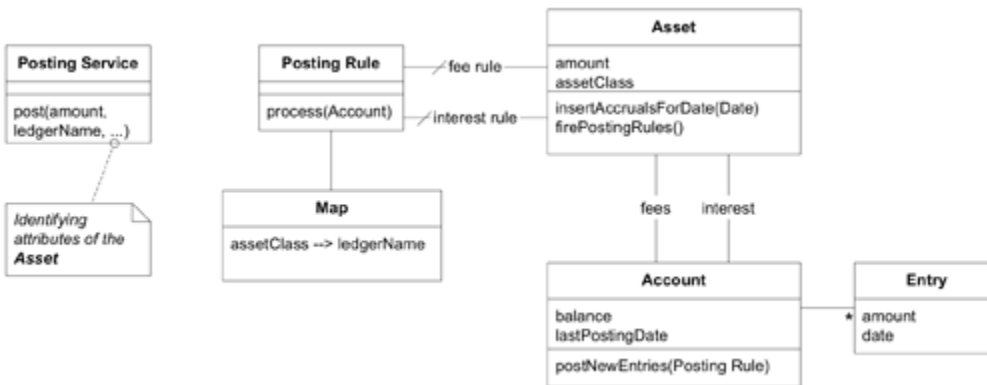 Posting Service
post(amount,
ledgerName, ...)
Identifying
attributes of the
Asset
Posting Rule
process(Account)
fee rule
interest rule
Map
assetClass --> ledgerName
Asset
amount
assetClass
insertAccrualsForDate(Date)
firePostingRules()
fees
interest
Account
balance
lastPostingDate
postNewEntries(Posting Rule)
*
Entry
amount
date